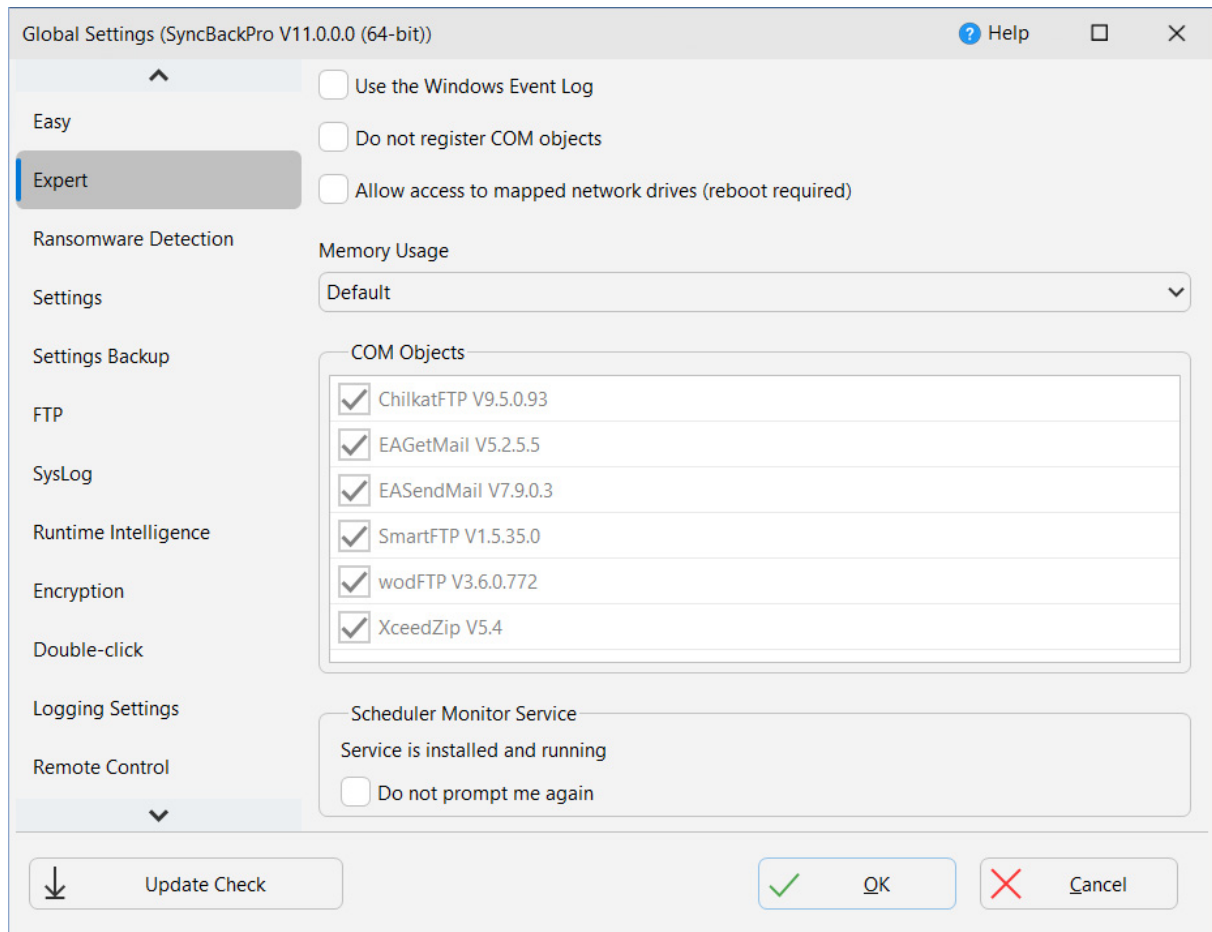 Global Settings (SyncBackPro V11.0.0.0 (64-bit))
Help
Easy
Expert
Ransomware Detection
Settings
Settings Backup
FTP
SysLog
Runtime Intelligence
Encryption
Double-click
Logging Settings
Remote Control
Use the Windows Event Log
Do not register COM objects
Allow access to mapped network drives (reboot required)
Memory Usage
Default
COM Objects
ChilkatFTP V9.5.0.93
EAGetMail V5.2.5.5
EASendMail V7.9.0.3
SmartFTP V1.5.35.0
wodFTP V3.6.0.772
XceedZip V5.4
Scheduler Monitor Service
Service is installed and running
Do not prompt me again
Update Check
OK
Cancel